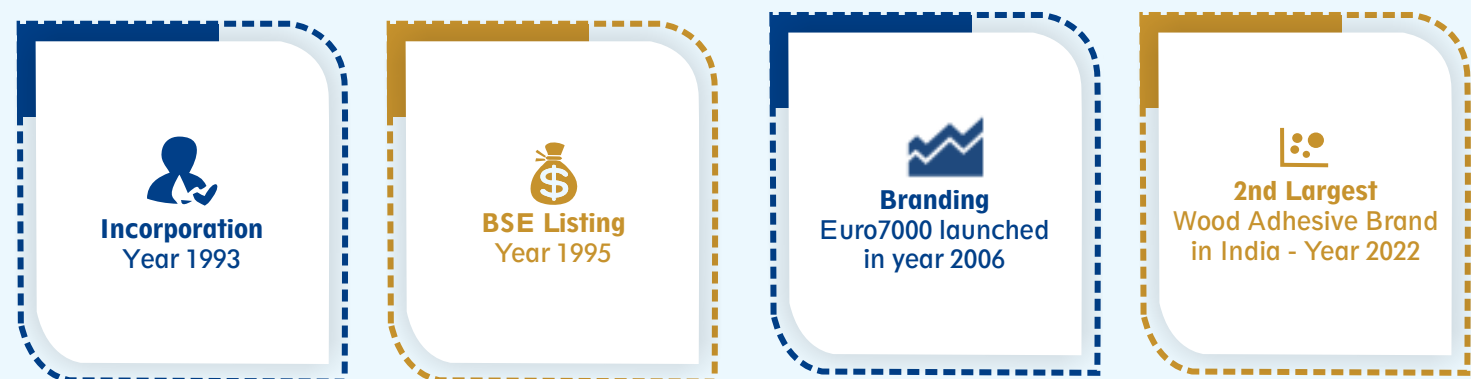 Incorporation
Year 1993
BSE Listing
Year 1995
Branding
Euro7000 launched
in year 2006
2nd Largest
Wood Adhesive Brand
in India - Year 2022